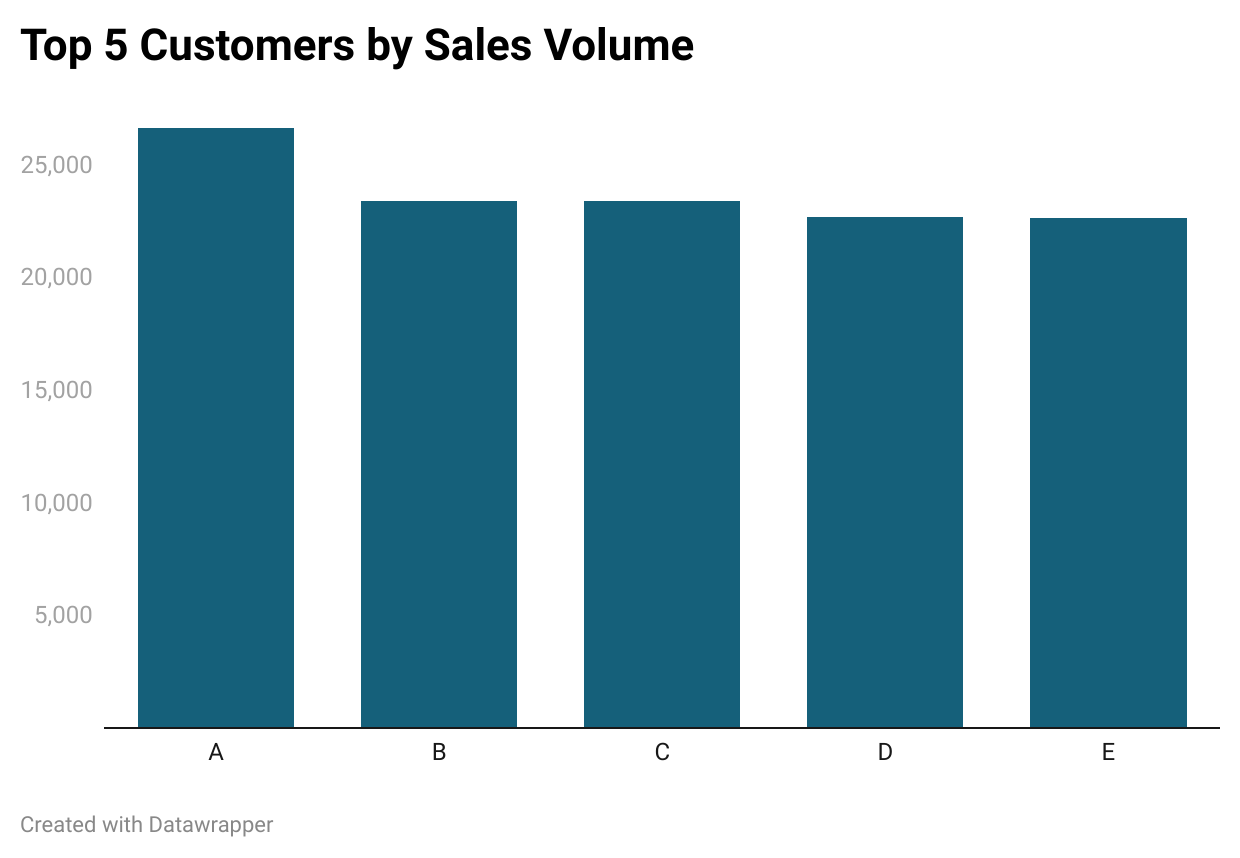 Top 5 Customers by Sales Volume
25,000
20,000
15,000
10,000
5,000
A B C D E
Created with Datawrapper